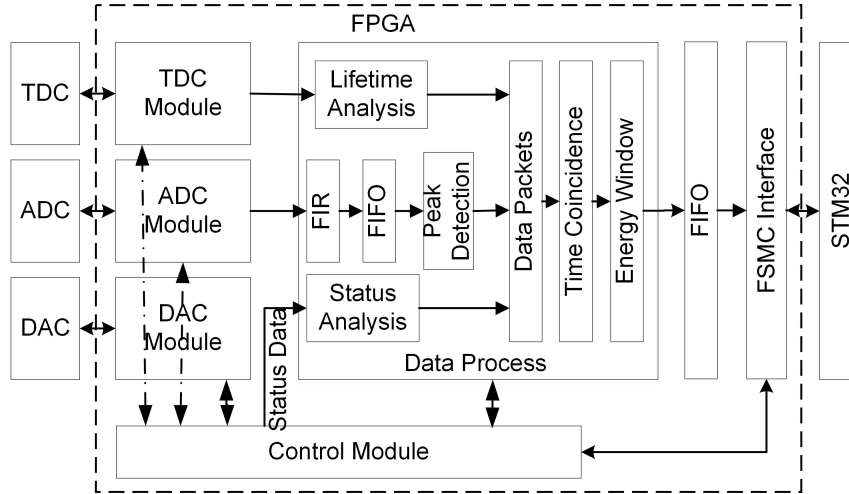 FPGA
TDC
TDC
Module
Lifetime
Analysis
ADC
ADC
Module
FIR
FIFO
Peak
Detection
Data Packets
Time Coincidence
Energy Window
FIFO
FSMC Interface
STM32
DAC
DAC
Module
Status Data
Status
Analysis
Data Process
Control Module